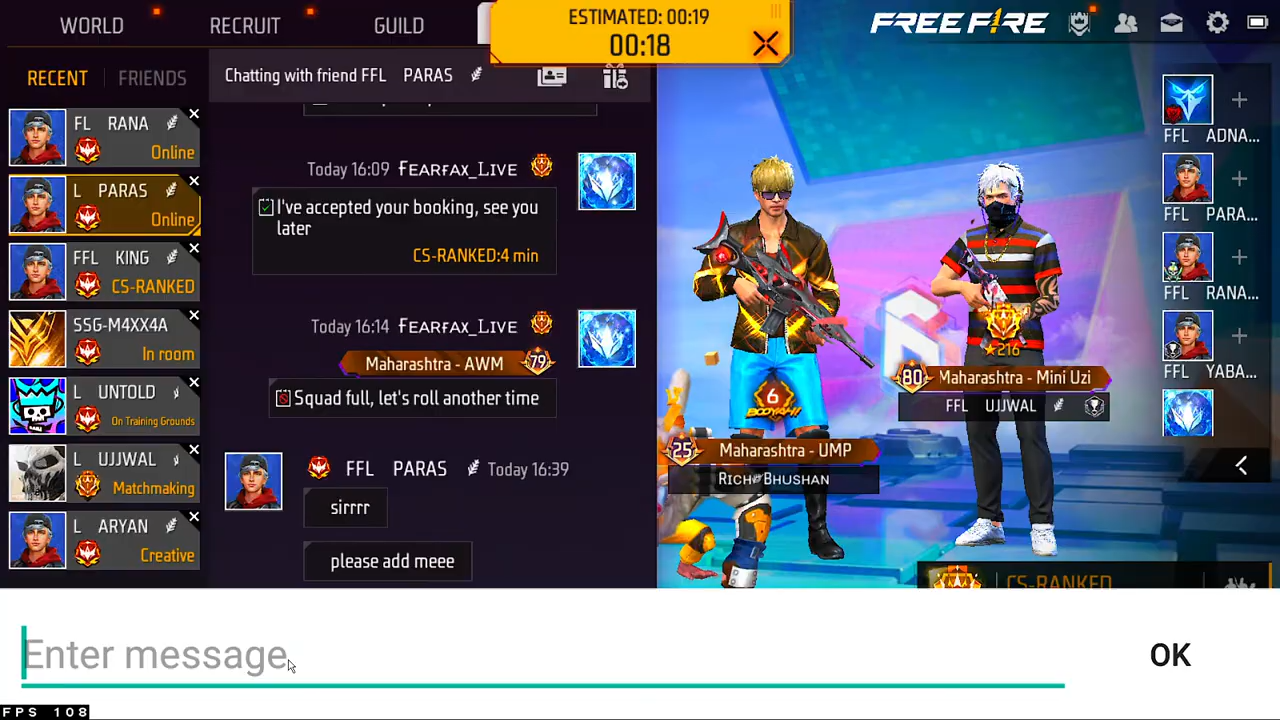 WORLD
RECRUIT
GUILD
ESTIMATED: 00:19
00:18
FREE FIRE
RECENT
FRIENDS
Chatting with friend FFL PARAS
FL RANA
Online
L PARAS
Online
FFL KING
CS-RANKED
SSG-M4XX4A
In room
L UNTOLD
On Training Grounds
L UJJWAL
Matchmaking
L ARYAN
Creative
Today 16:09 FEARFAX_LIVE
I've accepted your booking, see you
later
CS-RANKED:4 min
Today 16:14 FEARFAX_LIVE
Maharashtra - AWM 79
Squad full, let's roll another time
FFL PARAS Today 16:39
sirrrr
please add meee
6
BOOYAH!
25 Maharashtra - UMP
RICH BHUSHAN
★216
80 Maharashtra - Mini Uzi
FFL UJJWAL
FFL ADNA...
FFL PARA...
FFL RANA...
FFL YABA...
CS-RANKED
Enter message
OK
FPS 108